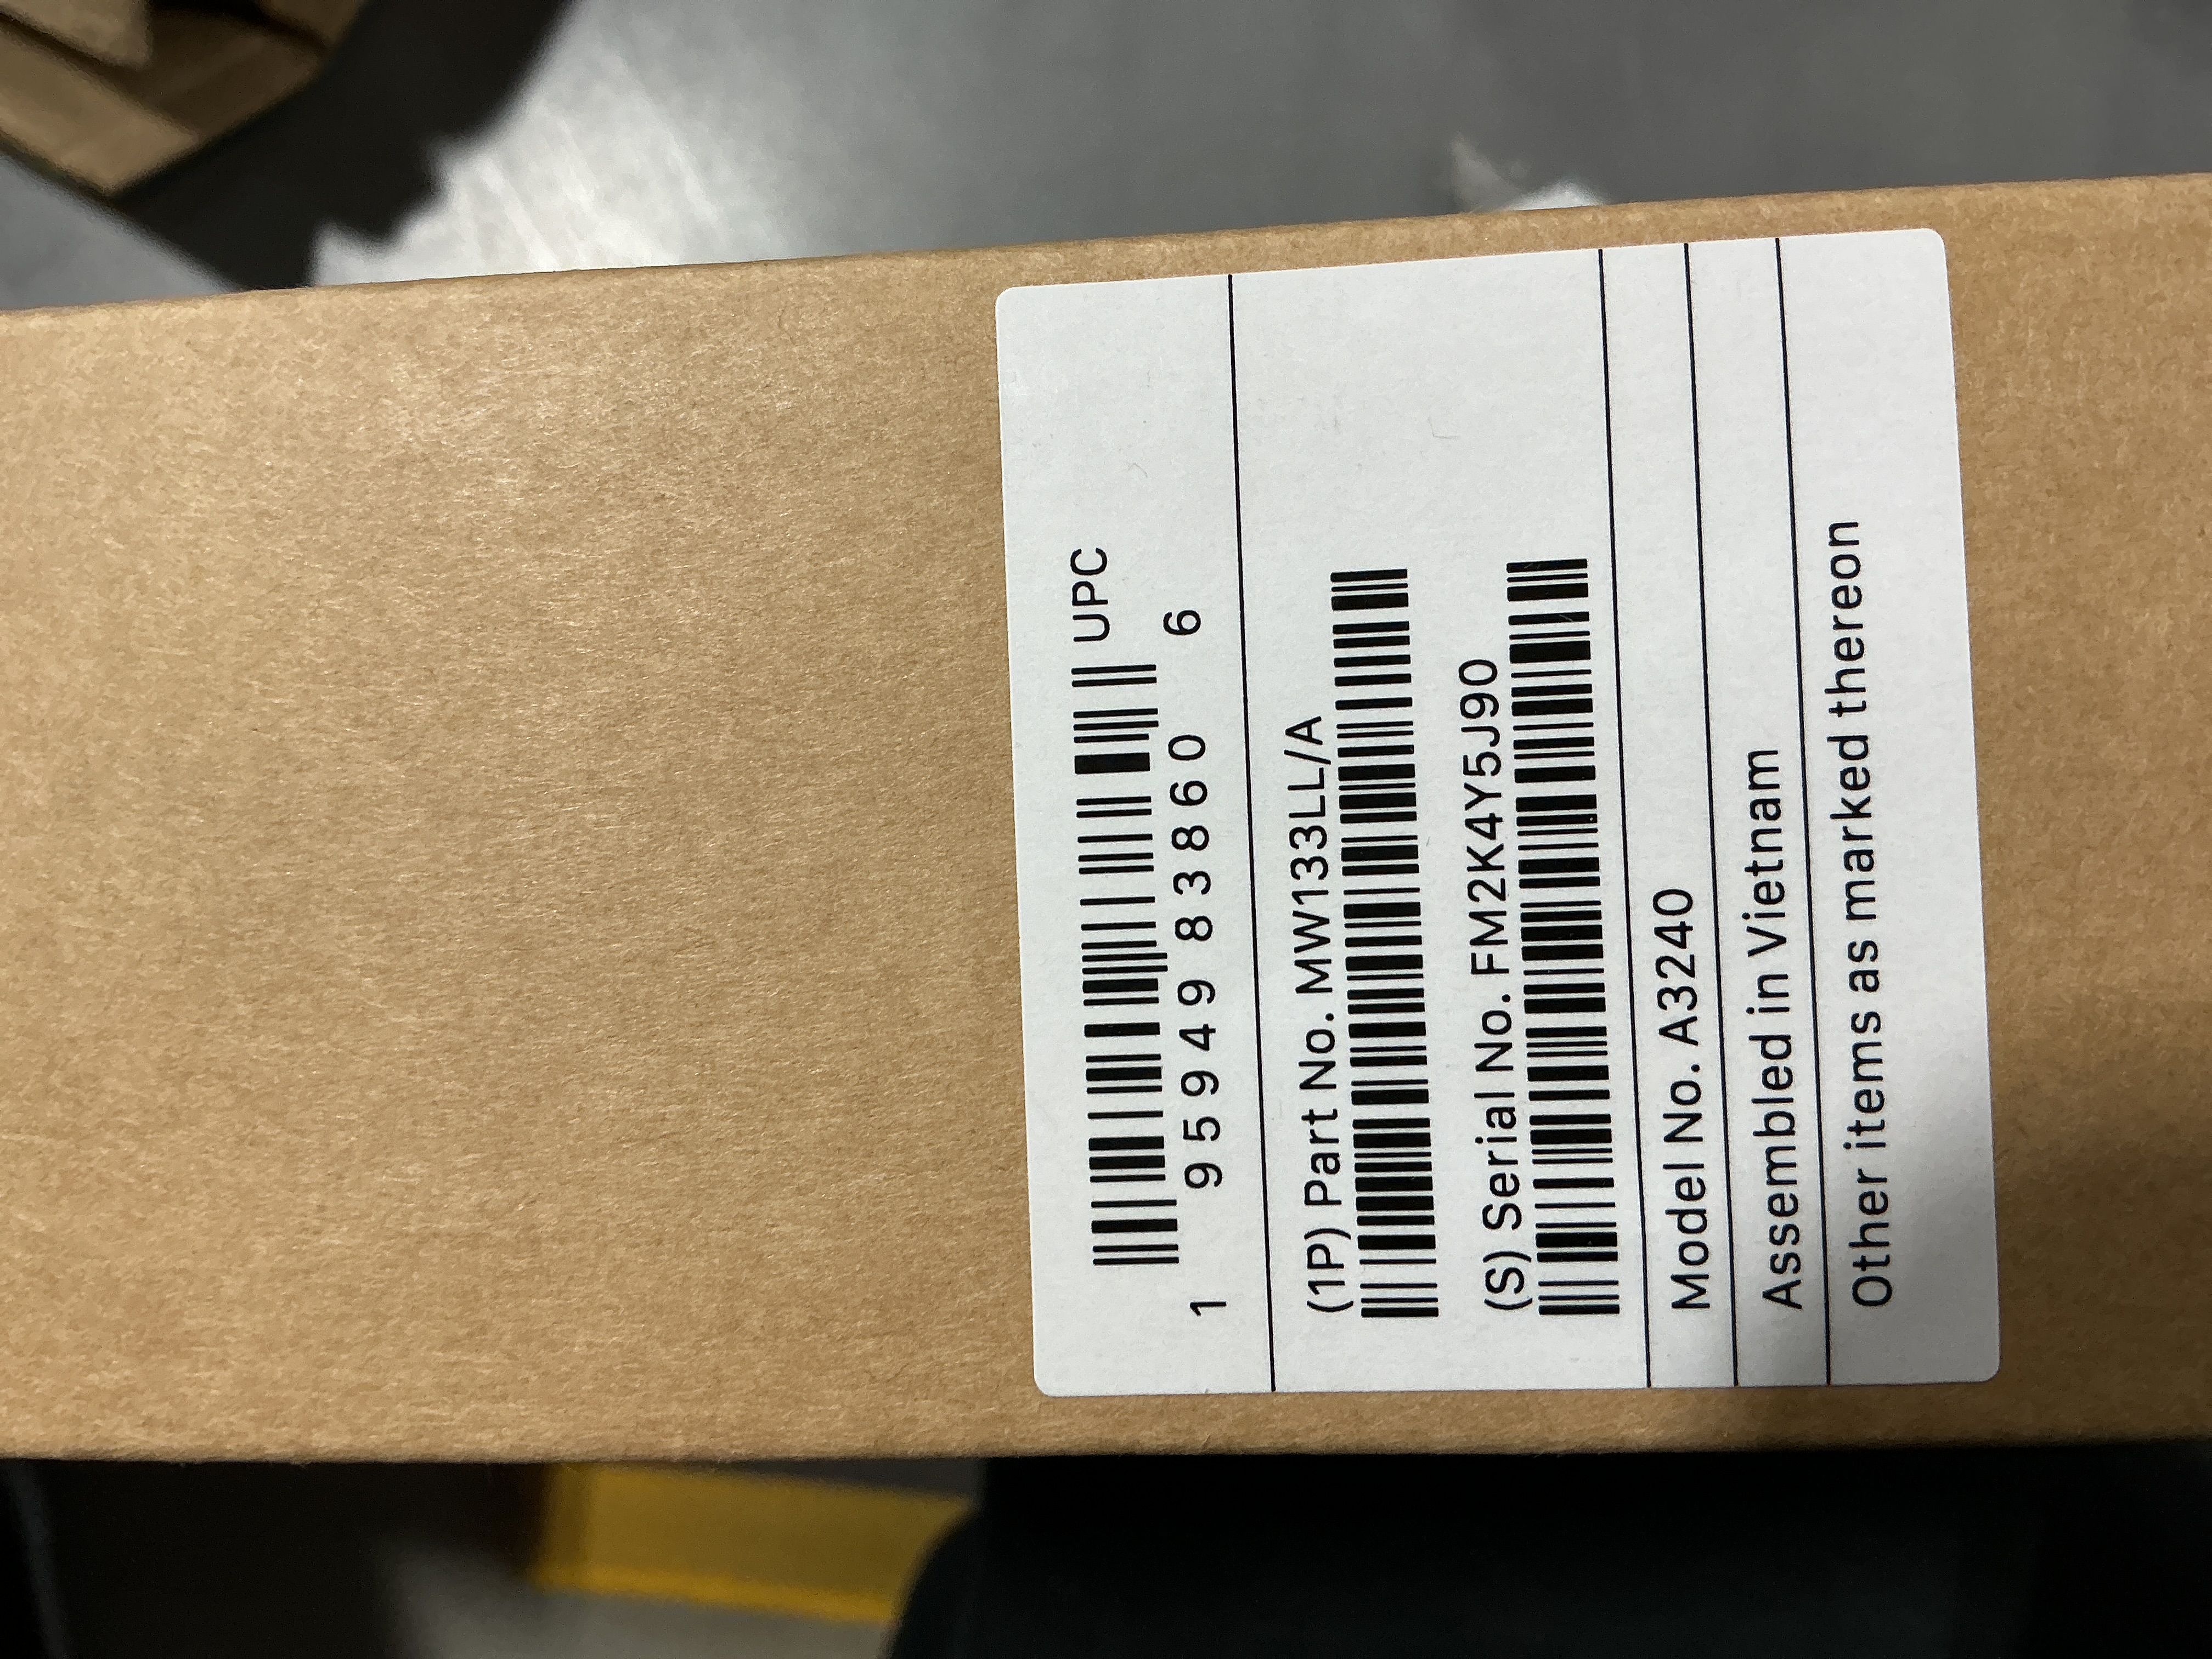 UPC
1 95949 83860 6
(1P) Part No. MW133LL/A
(S) Serial No. FM2K4Y5J90
Model No. A3240
Assembled in Vietnam
Other items as marked thereon